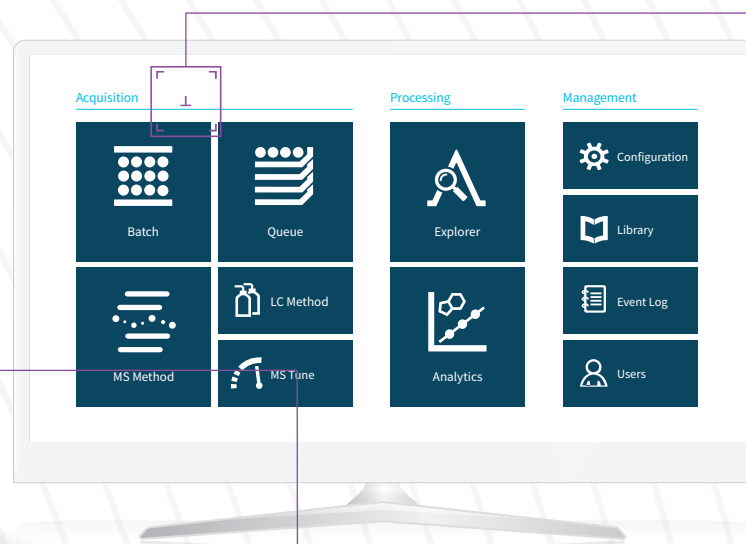 Acquisition
Batch
Queue
MS Method
LC Method
MS Tune
Processing
Explorer
Analytics
Management
Configuration
Library
Event Log
Users